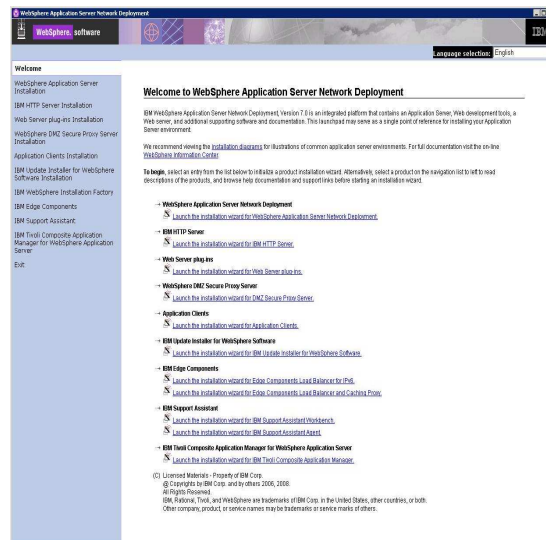 WebSphere Application Server Network Deployment
WebSphere. software
IBM
Language selection: English
Welcome
WebSphere Application Server
Installation
IBM HTTP Server Installation
Web Server plug-ins Installation
WebSphere DMZ Secure Proxy Server
Installation
Application Clients Installation
IBM Update Installer for WebSphere
Software Installation
IBM WebSphere Installation Factory
IBM Edge Components
IBM Support Assistant
IBM Tivoli Composite Application
Manager for WebSphere Application
Server
Exit
Welcome to WebSphere Application Server Network Deployment
IBM WebSphere Application Server Network Deployment, Version 7.0 is an integrated platform that contains an Application Server, Web development tools, a
Web server, and additional supporting software and documentation. This launchpad may serve as a single point of reference for installing your Application
Server environment.
We recommend viewing the installation diagrams for illustrations of common application server environments. For full documentation visit the on-line
WebSphere Information Center.
To begin, select an entry from the list below to initialize a product installation wizard. Alternatively, select a product on the navigation list to left to read
descriptions of the products, and browse help documentation and support links before starting an installation wizard.
WebSphere Application Server Network Deployment
Launch the installation wizard for WebSphere Application Server Network Deployment.
IBM HTTP Server
Launch the installation wizard for IBM HTTP Server.
Web Server plug-ins
Launch the installation wizard for Web Server plug-ins.
WebSphere DMZ Secure Proxy Server
Launch the installation wizard for DMZ Secure Proxy Server.
Application Clients
Launch the installation wizard for Application Clients.
IBM Update Installer for WebSphere Software
Launch the installation wizard for IBM Update Installer for WebSphere Software.
IBM Edge Components
Launch the installation wizard for Edge Components Load Balancer for IPv6.
Launch the installation wizard for Edge Components Load Balancer and Caching Proxy.
IBM Support Assistant
Launch the installation wizard for IBM Support Assistant Workbench.
Launch the installation wizard for IBM Support Assistant Agent.
IBM Tivoli Composite Application Manager for WebSphere Application Server
Launch the installation wizard for IBM Tivoli Composite Application Manager.
(C) Licensed Materials - Property of IBM Corp.
@ Copyrights by IBM Corp. and by others 2006, 2008.
All Rights Reserved.
IBM, Rational, Tivoli, and WebSphere are trademarks of IBM Corp. in the United States, other countries, or both.
Other company, product, or service names may be trademarks or service marks of others.